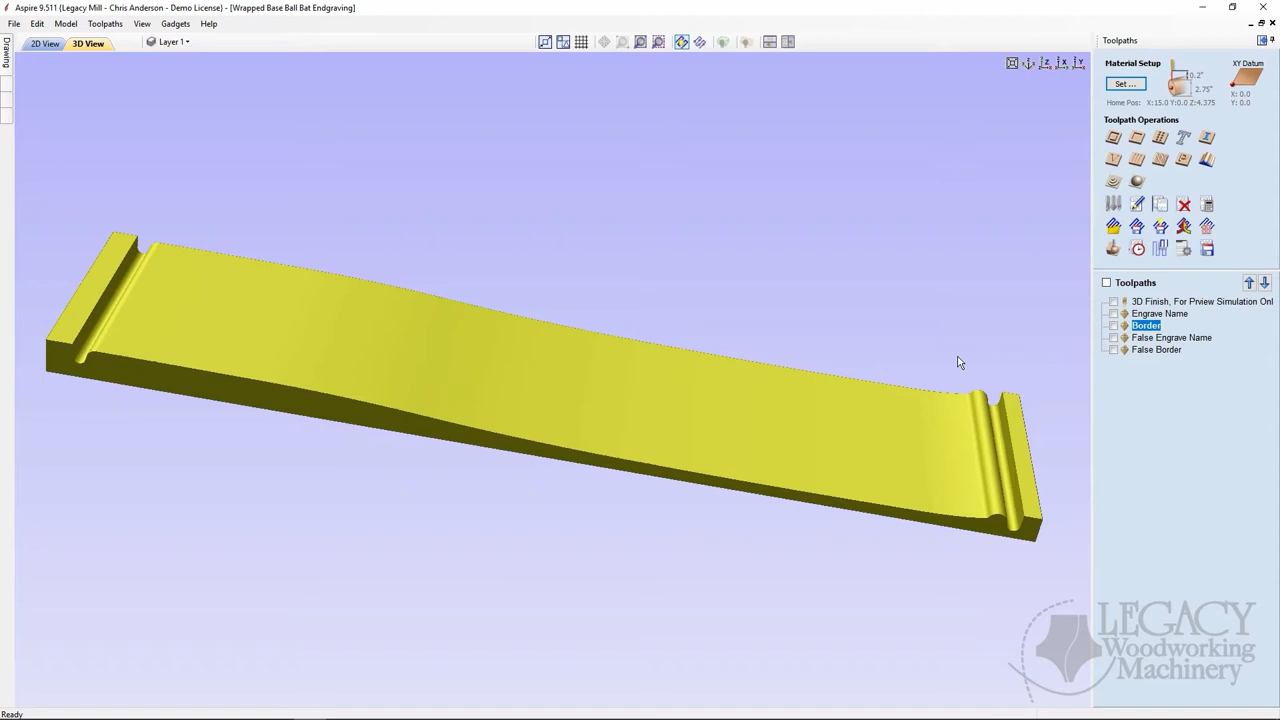 Aspire 9.511 (Legacy Mill - Chris Anderson - Demo License) - [Wrapped Base Ball Bat Endgraving]
File Edit Model Toolpaths View Gadgets Help
2D View 3D View Layer 1
Drawing
Toolpaths
Material Setup
XY Datum
Set ...
0.2"
2.75"
X: 0.0
Y: 0.0
Home Pos: X:15.0 Y:0.0 Z:4.375
Toolpath Operations
Toolpaths
3D Finish, For Prview Simulation Onl
Engrave Name
Border
False Engrave Name
False Border
LEGACY
Woodworking
Machinery
Ready